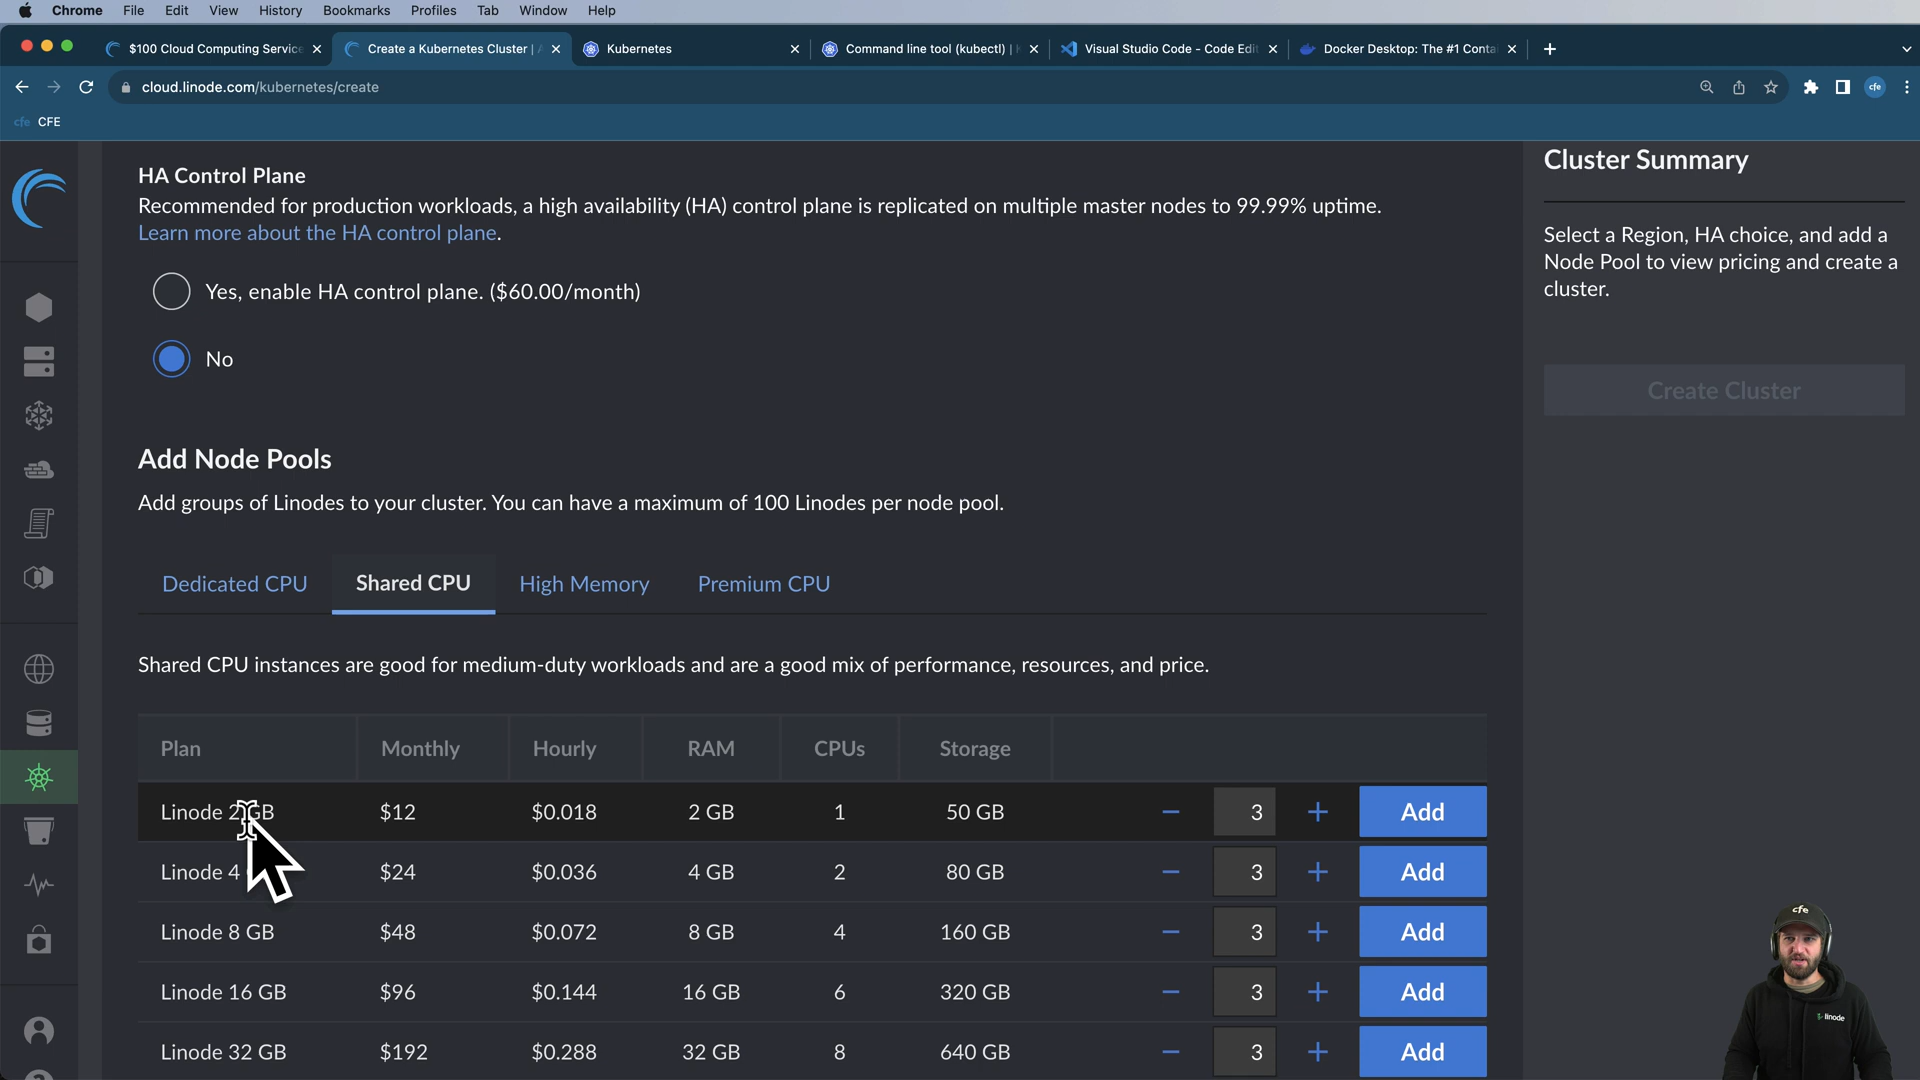 Chrome File Edit View History Bookmarks Profiles Tab Window Help
$100 Cloud Computing Service
Create a Kubernetes Cluster |
Kubernetes
Command line tool (kubectl) |
Visual Studio Code - Code Edit
Docker Desktop: The #1 Conta
cloud.linode.com/kubernetes/create
cfe
cfe CFE
HA Control Plane
Recommended for production workloads, a high availability (HA) control plane is replicated on multiple master nodes to 99.99% uptime.
Learn more about the HA control plane.
Yes, enable HA control plane. ($60.00/month)
No
Add Node Pools
Add groups of Linodes to your cluster. You can have a maximum of 100 Linodes per node pool.
Dedicated CPU Shared CPU High Memory Premium CPU
Shared CPU instances are good for medium-duty workloads and are a good mix of performance, resources, and price.
Plan Monthly Hourly RAM CPUs Storage
Linode 2 GB $12 $0.018 2 GB 1 50 GB − 3 + Add
Linode 4 $24 $0.036 4 GB 2 80 GB − 3 + Add
Linode 8 GB $48 $0.072 8 GB 4 160 GB − 3 + Add
Linode 16 GB $96 $0.144 16 GB 6 320 GB − 3 + Add
Linode 32 GB $192 $0.288 32 GB 8 640 GB − 3 + Add
Cluster Summary
Select a Region, HA choice, and add a
Node Pool to view pricing and create a
cluster.
Create Cluster
cfe
linode